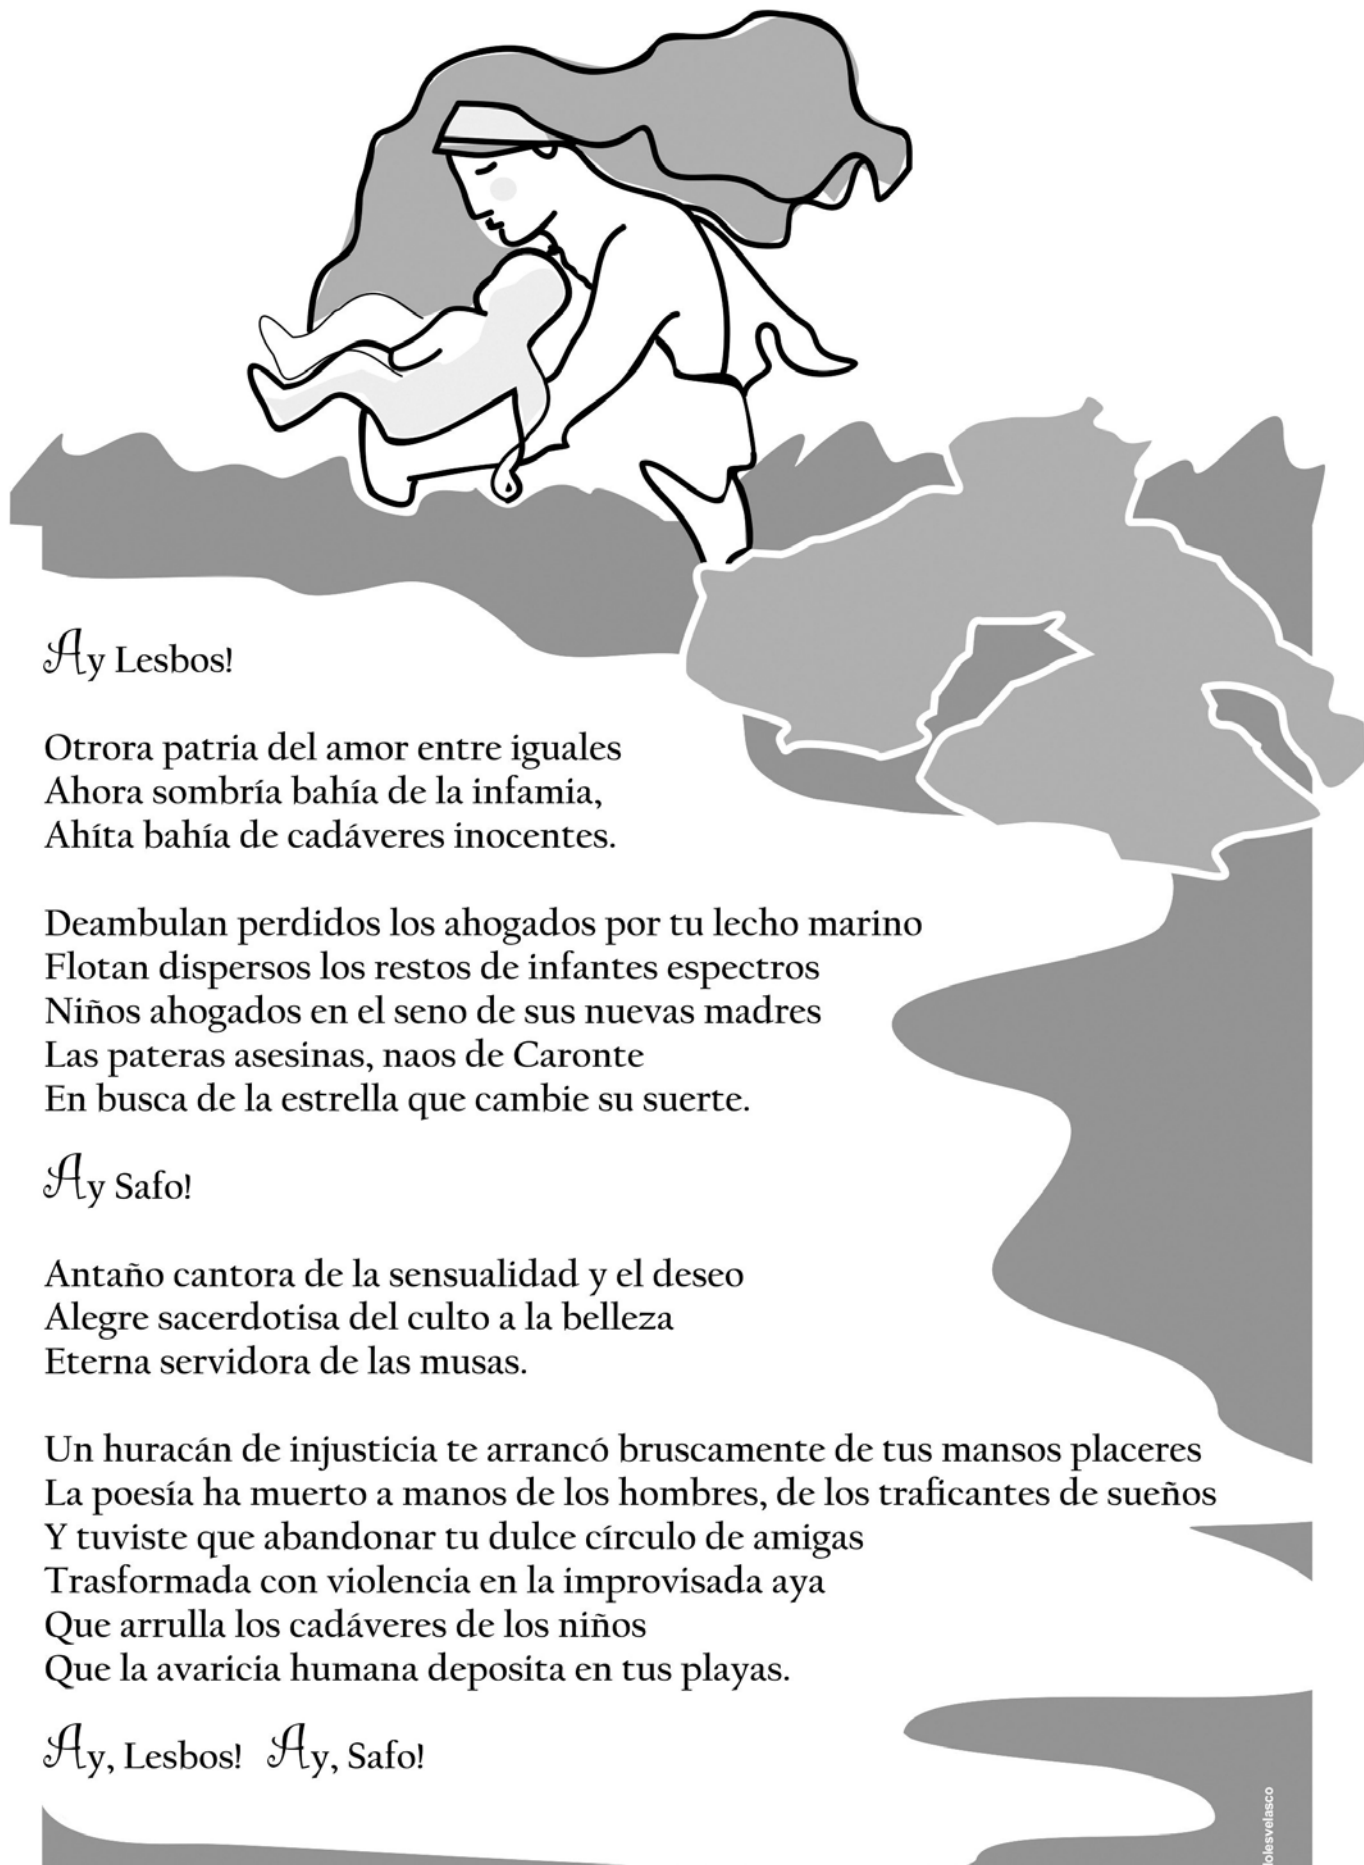 Ay Lesbos!
Otrora patria del amor entre iguales
Ahora sombría bahía de la infamia,
Ahíta bahía de cadáveres inocentes.
Deambulan perdidos los ahogados por tu lecho marino
Flotan dispersos los restos de infantes espectros
Niños ahogados en el seno de sus nuevas madres
Las pateras asesinas, naos de Caronte
En busca de la estrella que cambie su suerte.
Ay Safo!
Antaño cantora de la sensualidad y el deseo
Alegre sacerdotisa del culto a la belleza
Eterna servidora de las musas.
Un huracán de injusticia te arrancó bruscamente de tus mansos placeres
La poesía ha muerto a manos de los hombres, de los traficantes de sueños
Y tuviste que abandonar tu dulce círculo de amigas
Trasformada con violencia en la improvisada aya
Que arrulla los cadáveres de los niños
Que la avaricia humana deposita en tus playas.
Ay, Lesbos! Ay, Safo!